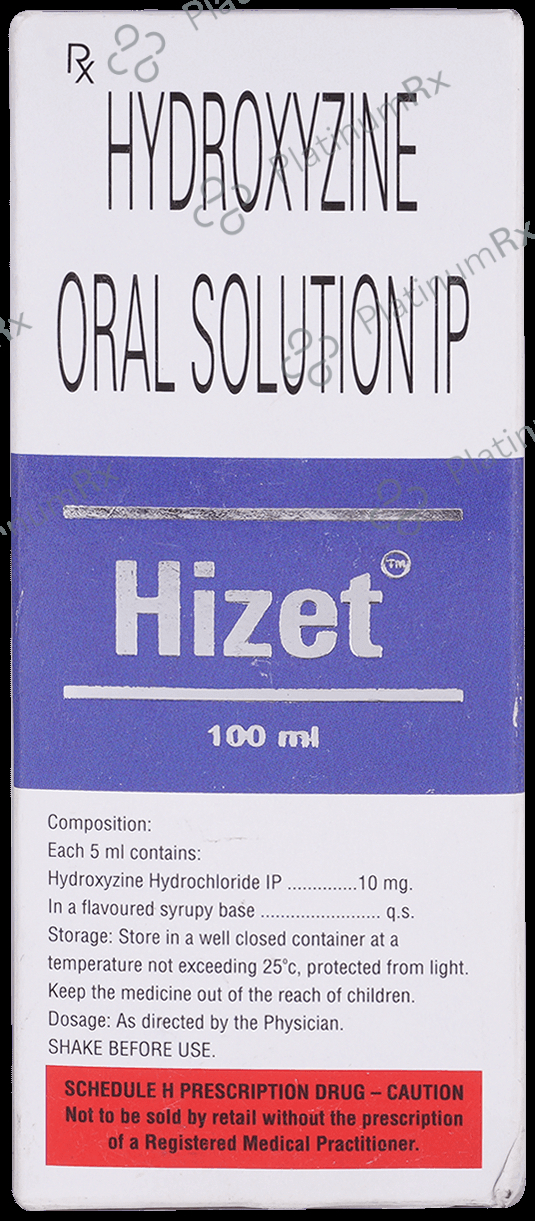 Rx
HYDROXYZINE
ORAL SOLUTION IP
Hizet™
100 ml
Composition:
Each 5 ml contains:
Hydroxyzine Hydrochloride IP ..............10 mg.
In a flavoured syrupy base ........................ q.s.
Storage: Store in a well closed container at a
temperature not exceeding 25°c, protected from light.
Keep the medicine out of the reach of children.
Dosage: As directed by the Physician.
SHAKE BEFORE USE.
SCHEDULE H PRESCRIPTION DRUG – CAUTION
Not to be sold by retail without the prescription
of a Registered Medical Practitioner.
PlatinumRx
PlatinumRx
PlatinumRx